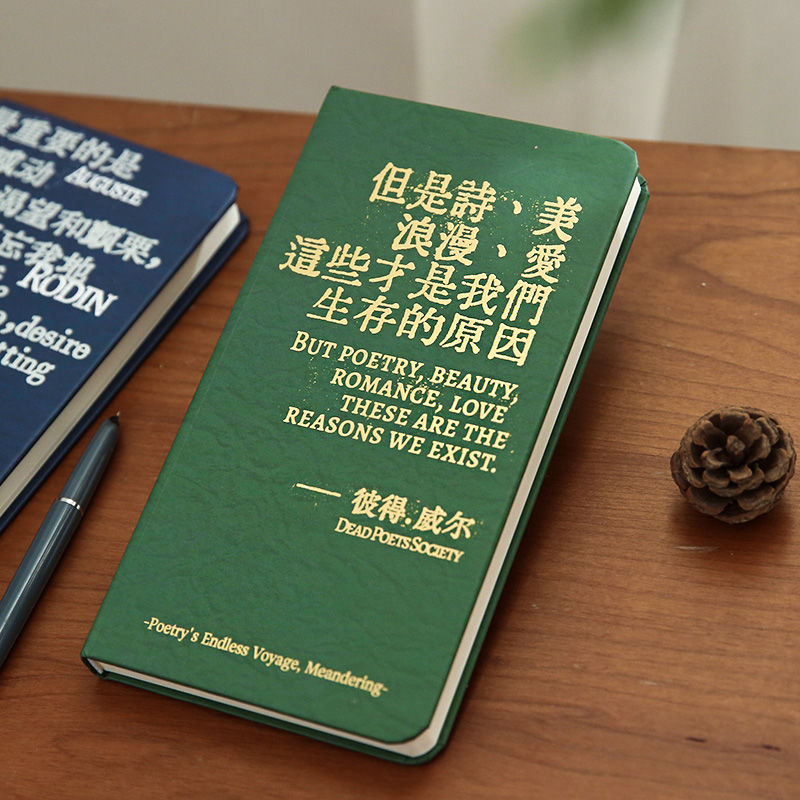 但是詩、美
浪漫、愛
這些才是我們
生存的原因
BUT POETRY, BEAUTY,
ROMANCE, LOVE
THESE ARE THE
REASONS WE EXIST.
— 彼得.威尔
DEAD POETS SOCIETY
-Poetry's Endless Voyage, Meandering-
重要的是
感动
AUGUSTE
渴望和顫栗,
忘我地
RODIN
,desire
tting